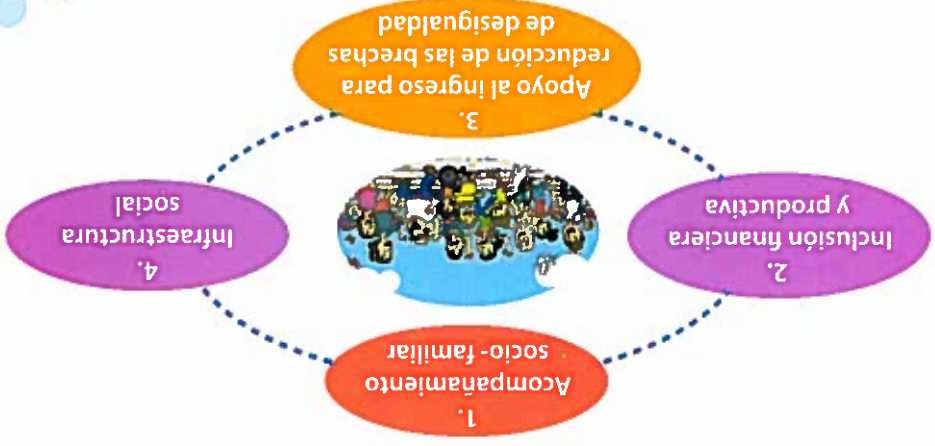 1.
Acompañamiento
socio- familiar
2.
Inclusión financiera
y productiva
3.
Apoyo al ingreso para
reducción de las brechas
de desigualdad
4.
Infraestructura
social